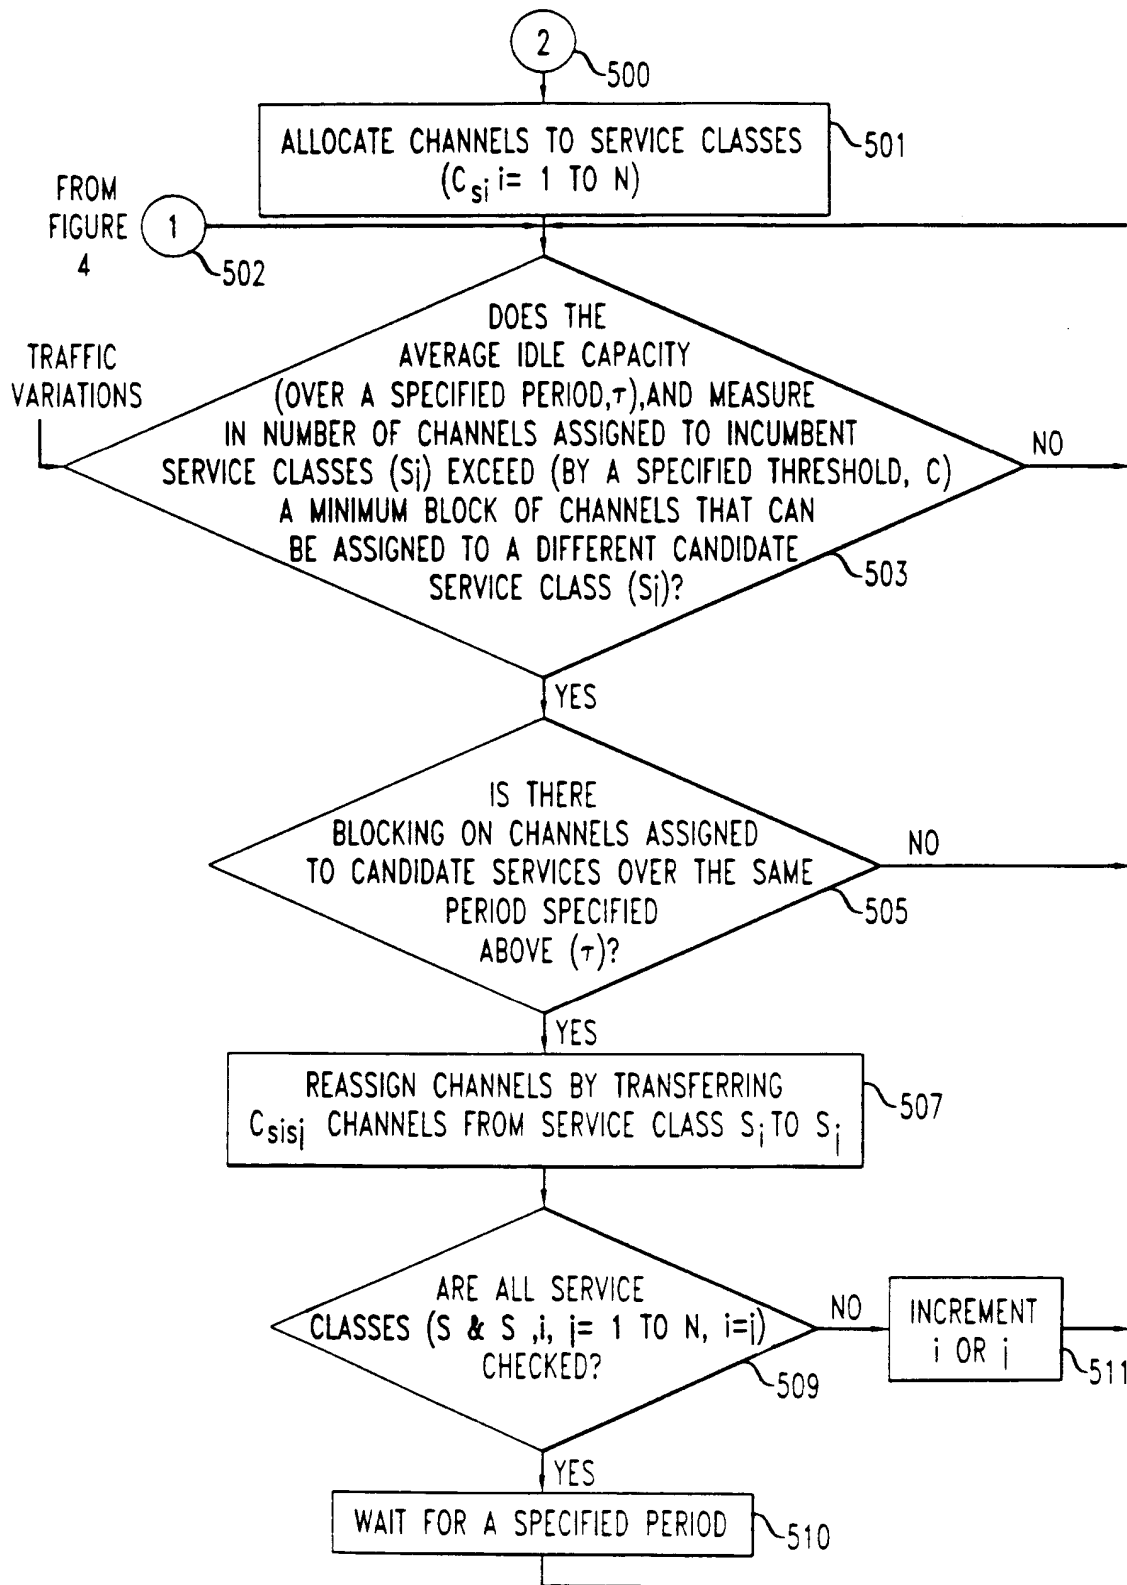 2
500
ALLOCATE CHANNELS TO SERVICE CLASSES
(C_si i= 1 TO N)
501
FROM
FIGURE
4
1
502
DOES THE
AVERAGE IDLE CAPACITY
(OVER A SPECIFIED PERIOD,τ),AND MEASURE
IN NUMBER OF CHANNELS ASSIGNED TO INCUMBENT
SERVICE CLASSES (Si) EXCEED (BY A SPECIFIED THRESHOLD, C)
A MINIMUM BLOCK OF CHANNELS THAT CAN
BE ASSIGNED TO A DIFFERENT CANDIDATE
SERVICE CLASS (Sj)?
TRAFFIC
VARIATIONS
NO
503
YES
IS THERE
BLOCKING ON CHANNELS ASSIGNED
TO CANDIDATE SERVICES OVER THE SAME
PERIOD SPECIFIED
ABOVE (τ)?
NO
505
YES
REASSIGN CHANNELS BY TRANSFERRING
C_sisj CHANNELS FROM SERVICE CLASS S_i TO S_j
507
ARE ALL SERVICE
CLASSES (S & S ,i, j= 1 TO N, i=j)
CHECKED?
NO
509
INCREMENT
i OR j
511
YES
WAIT FOR A SPECIFIED PERIOD
510